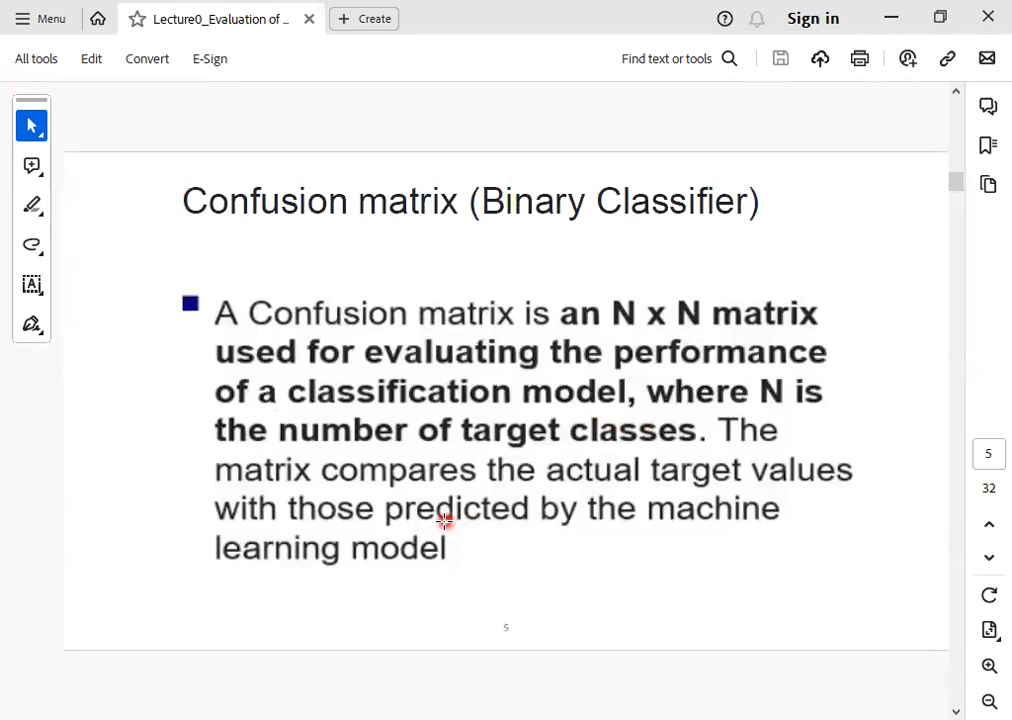 Menu
Lecture0_Evaluation of ...
Create
Sign in
All tools
Edit
Convert
E-Sign
Find text or tools
Confusion matrix (Binary Classifier)
A Confusion matrix is an N x N matrix
used for evaluating the performance
of a classification model, where N is
the number of target classes. The
matrix compares the actual target values
with those predicted by the machine
learning model
5
5
32